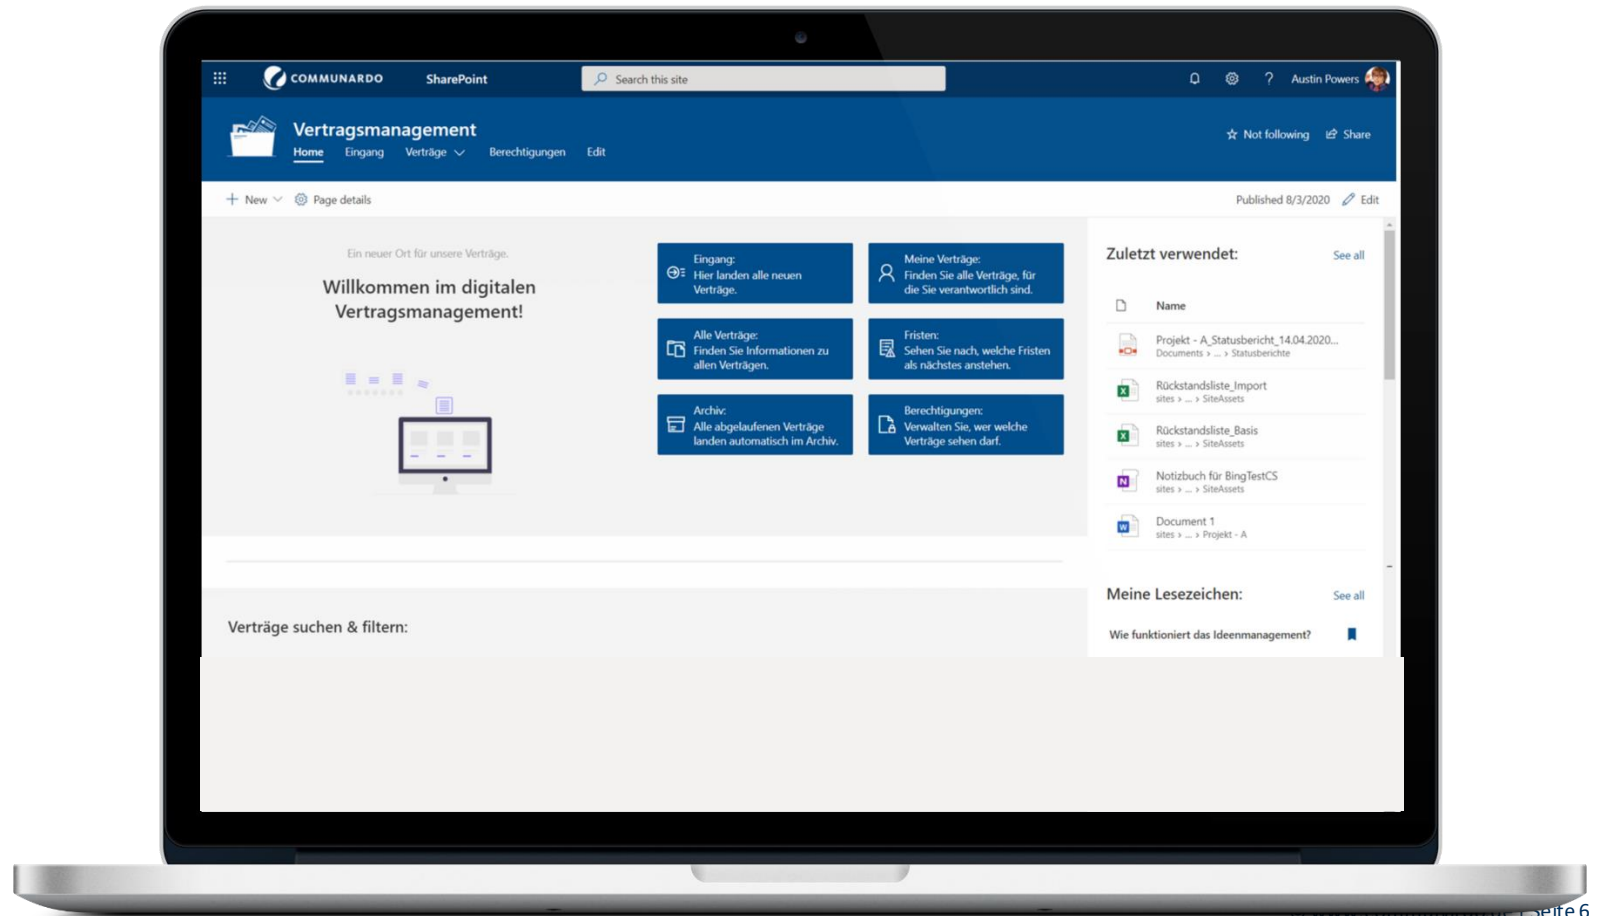 COMMUNARDO
SharePoint
Search this site
Austin Powers
Vertragsmanagement
Home Eingang Verträge Berechtigungen Edit
Not following Share
New Page details
Published 8/3/2020 Edit
Ein neuer Ort für unsere Verträge.
Willkommen im digitalen
Vertragsmanagement!
Eingang:
Hier landen alle neuen
Verträge.
Meine Verträge:
Finden Sie alle Verträge, für
die Sie verantwortlich sind.
Alle Verträge:
Finden Sie Informationen zu
allen Verträgen.
Fristen:
Sehen Sie nach, welche Fristen
als nächstes anstehen.
Archiv:
Alle abgelaufenen Verträge
landen automatisch im Archiv.
Berechtigungen:
Verwalten Sie, wer welche
Verträge sehen darf.
Verträge suchen & filtern:
Zuletzt verwendet: See all
Name
Projekt - A_Statusbericht_14.04.2020...
Documents > ... > Statusberichte
Rückstandsliste_Import
sites > ... > SiteAssets
Rückstandsliste_Basis
sites > ... > SiteAssets
Notizbuch für BingTestCS
sites > ... > SiteAssets
Document 1
sites > ... > Projekt - A
Meine Lesezeichen: See all
Wie funktioniert das Ideenmanagement?
Seite 6